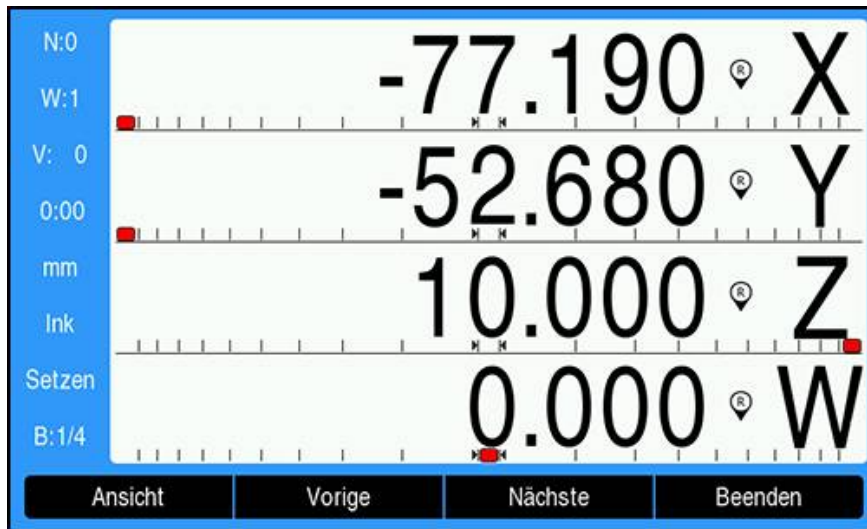 N:0
W:1
V: 0
0:00
mm
Ink
Setzen
B:1/4
-77.190 ® X
-52.680 ® Y
10.000 ® Z
0.000 ® W
Ansicht Vorige Nächste Beenden